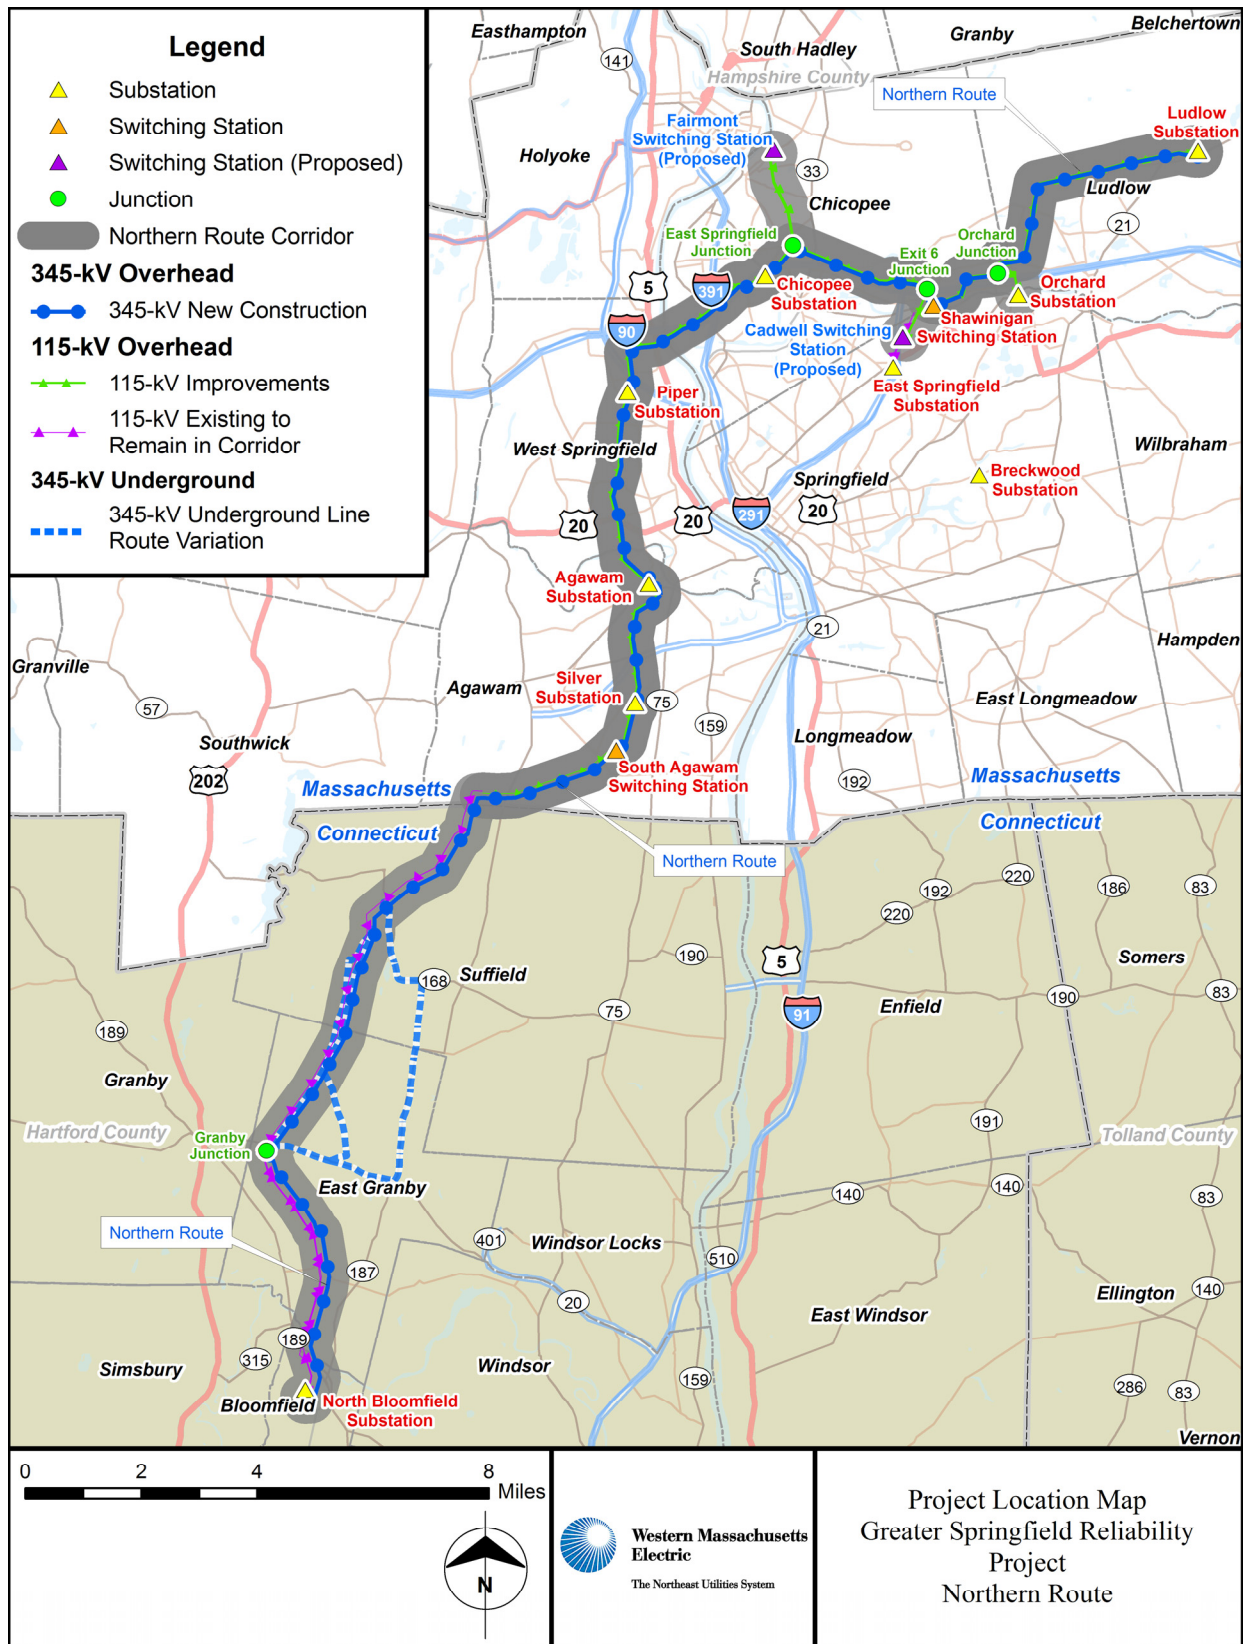 Legend
Substation
Switching Station
Switching Station (Proposed)
Junction
Northern Route Corridor
345-kV Overhead
345-kV New Construction
115-kV Overhead
115-kV Improvements
115-kV Existing to
Remain in Corridor
345-kV Underground
345-kV Underground Line
Route Variation
Easthampton
141
South Hadley
Hampshire County
Granby
Belchertown
Northern Route
Fairmont
Switching Station
(Proposed)
Ludlow
Substation
Holyoke
33
Chicopee
Ludlow
21
East Springfield
Junction
Exit 6
Junction
Orchard
Junction
5
391
Chicopee
Substation
Orchard
Substation
90
Cadwell Switching
Station
(Proposed)
Shawinigan
Switching Station
East Springfield
Substation
Piper
Substation
West Springfield
Wilbraham
Springfield
Breckwood
Substation
20
20
291
20
Agawam
Substation
21
Hampden
Granville
Agawam
Silver
Substation
75
57
159
East Longmeadow
Longmeadow
Southwick
202
South Agawam
Switching Station
192
Massachusetts
Massachusetts
Connecticut
Connecticut
Northern Route
220
192
186
83
220
5
190
Somers
168
Suffield
190
83
75
Enfield
91
189
Granby
191
Hartford County
Tolland County
Granby
Junction
East Granby
140
140
83
Northern Route
401
Windsor Locks
510
187
140
Ellington
20
East Windsor
189
315
Simsbury
Windsor
159
286
83
Bloomfield
North Bloomfield
Substation
Vernon
0
2
4
8
Miles
N
Western Massachusetts
Electric
The Northeast Utilities System
Project Location Map
Greater Springfield Reliability
Project
Northern Route